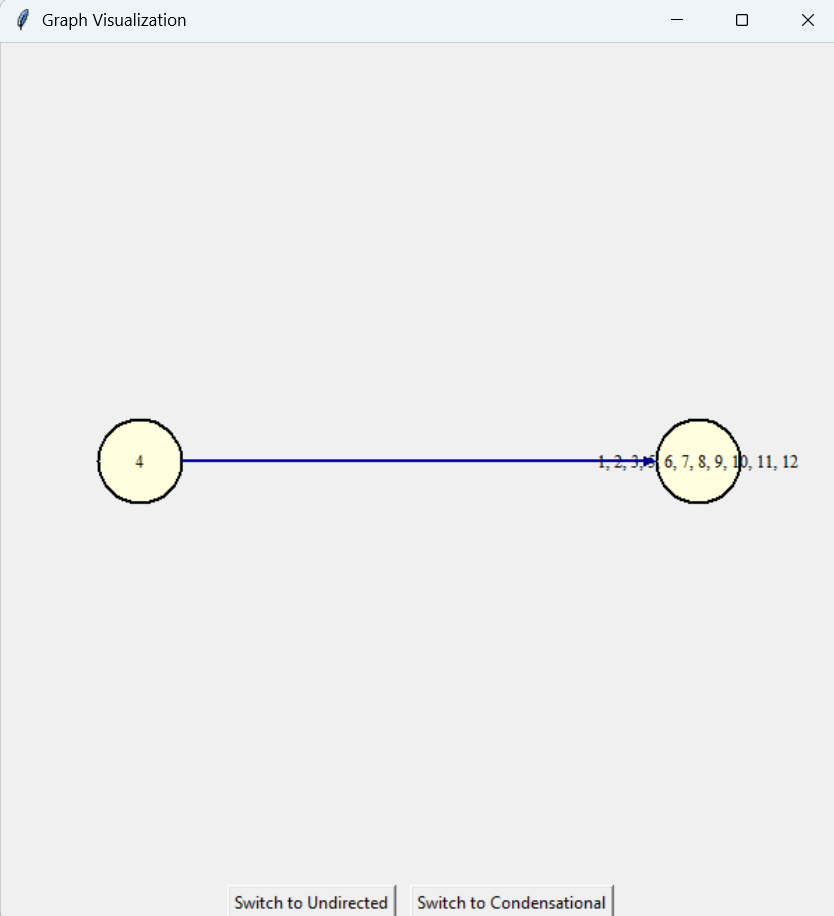 Graph Visualization
4
1, 2, 3, 5, 6, 7, 8, 9, 10, 11, 12
Switch to Undirected
Switch to Condensational